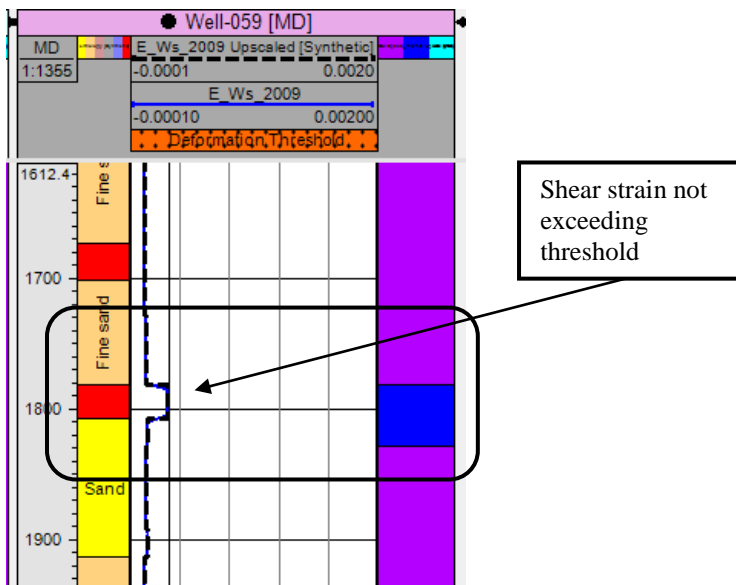 Well-059 [MD]
MD
E_Ws_2009 Upscaled [Synthetic]
1:1355
-0.0001 0.0020
E_Ws_2009
-0.00010 0.00200
Deformation Threshold
1612.4
Fine s
1700
Fine sand
1800
Sand
1900
Shear strain not
exceeding
threshold